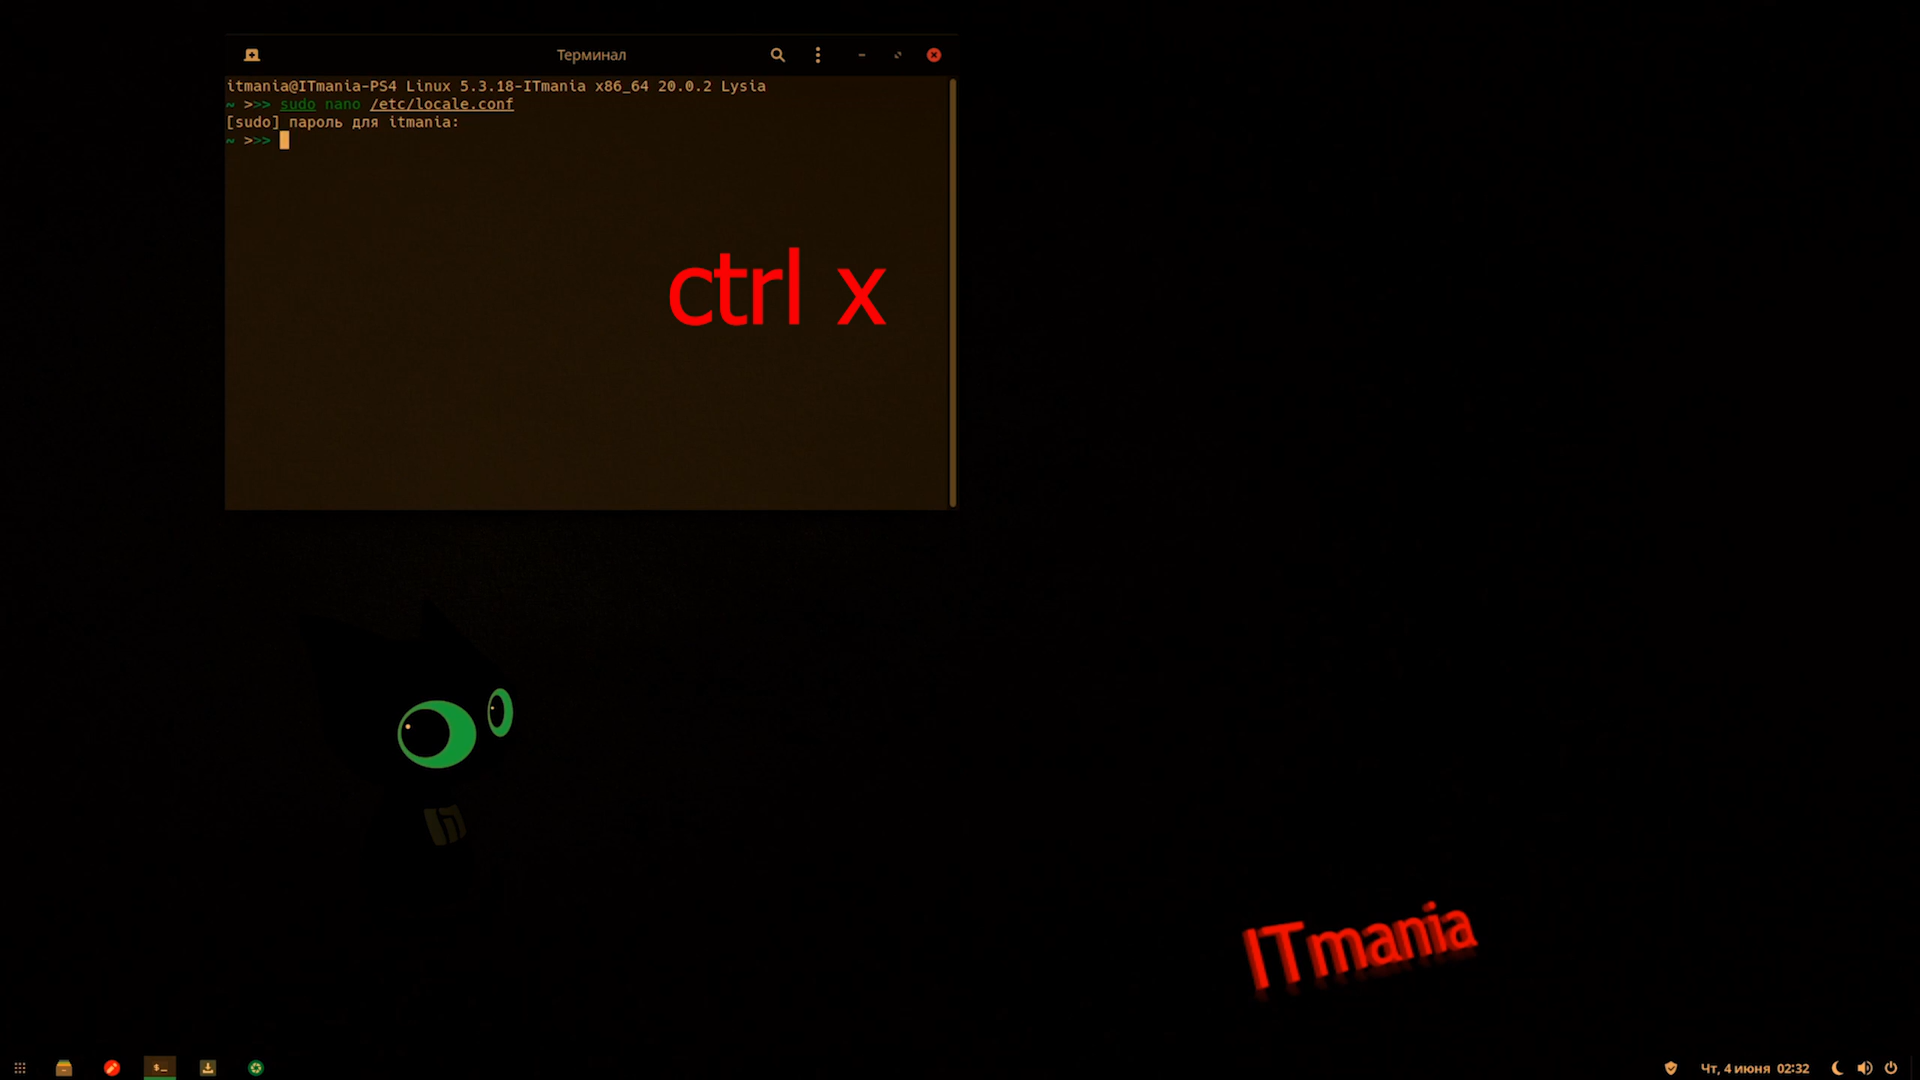 Терминал
itmania@ITmania-PS4 Linux 5.3.18-ITmania x86_64 20.0.2 Lysia
~ >>> sudo nano /etc/locale.conf
[sudo] пароль для itmania:
~ >>>
ctrl x
ITmania
$_
Чт, 4 июня 02:32